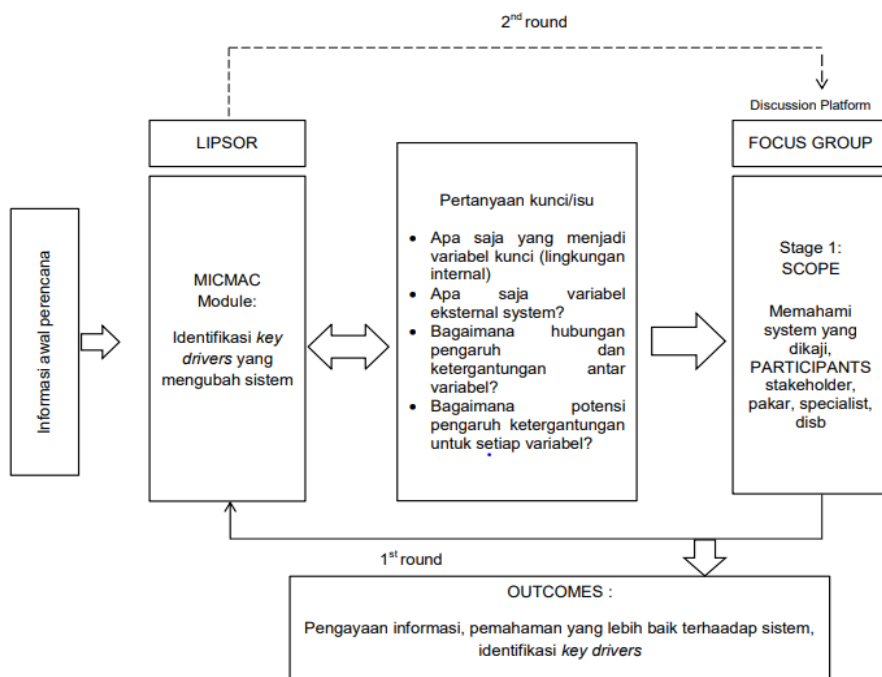 2nd round
Discussion Platform
LIPSOR
FOCUS GROUP
Informasi awal perencana
MICMAC
Module:
Identifikasi key
drivers yang
mengubah sistem
Pertanyaan kunci/isu
• Apa saja yang menjadi
variabel kunci (lingkungan
internal)
• Apa saja variabel
eksternal system?
• Bagaimana hubungan
pengaruh dan
ketergantungan antar
variabel?
• Bagaimana potensi
pengaruh ketergantungan
untuk setiap variabel?
Stage 1:
SCOPE
Memahami
system yang
dikaji,
PARTICIPANTS
stakeholder,
pakar, specialist,
disb
1st round
OUTCOMES :
Pengayaan informasi, pemahaman yang lebih baik terhaadap sistem,
identifikasi key drivers